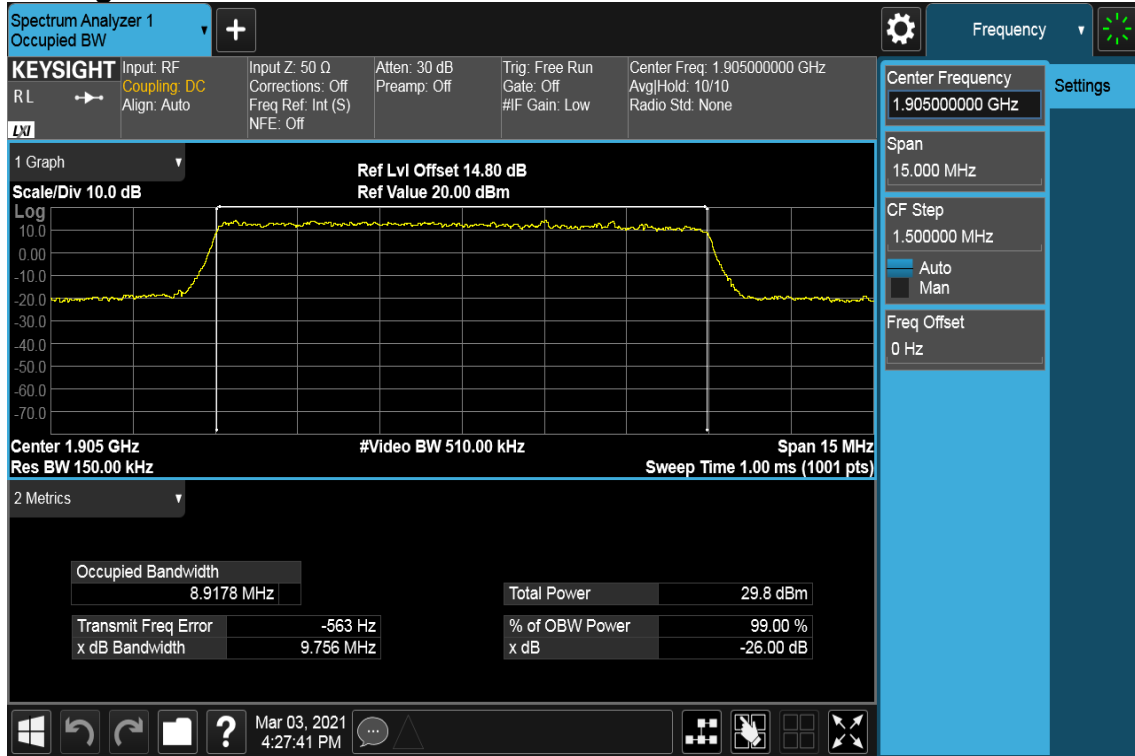 Spectrum Analyzer 1
Occupied BW
Frequency
KEYSIGHT
RL
LXI
Input: RF
Coupling: DC
Align: Auto
Input Z: 50 Ω
Corrections: Off
Freq Ref: Int (S)
NFE: Off
Atten: 30 dB
Preamp: Off
Trig: Free Run
Gate: Off
#IF Gain: Low
Center Freq: 1.905000000 GHz
Avg|Hold: 10/10
Radio Std: None
Center Frequency
1.905000000 GHz
Settings
Span
15.000 MHz
CF Step
1.500000 MHz
Auto
Man
Freq Offset
0 Hz
1 Graph
Scale/Div 10.0 dB
Ref Lvl Offset 14.80 dB
Ref Value 20.00 dBm
Log
10.0
0.00
-10.0
-20.0
-30.0
-40.0
-50.0
-60.0
-70.0
Center 1.905 GHz
#Video BW 510.00 kHz
Span 15 MHz
Res BW 150.00 kHz
Sweep Time 1.00 ms (1001 pts)
2 Metrics
Occupied Bandwidth
8.9178 MHz
Total Power 29.8 dBm
Transmit Freq Error -563 Hz
% of OBW Power 99.00 %
x dB Bandwidth 9.756 MHz
x dB -26.00 dB
?
Mar 03, 2021
4:27:41 PM